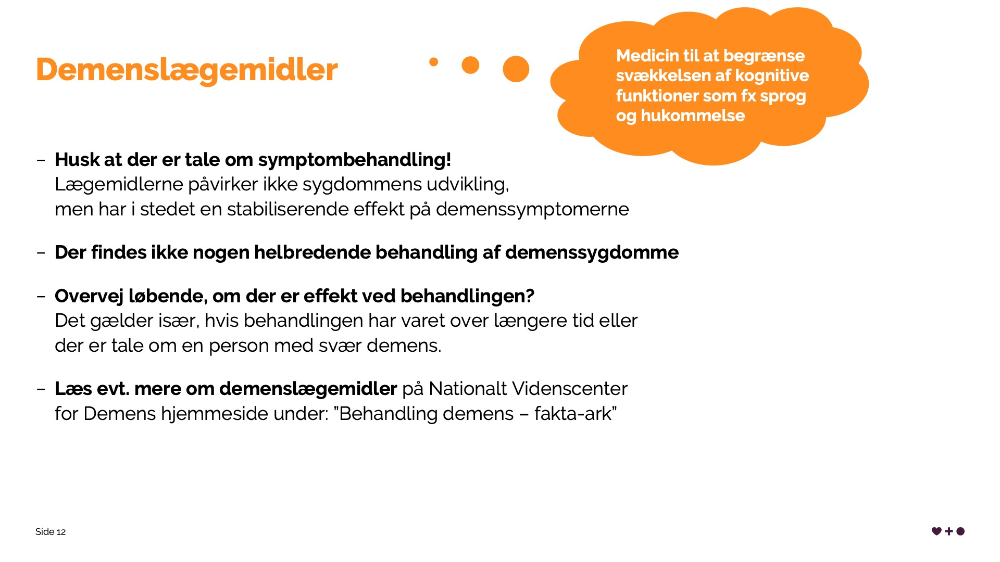 Demenslægemidler
Medicin til at begrænse
svækkelsen af kognitive
funktioner som fx sprog
og hukommelse
– Husk at der er tale om symptombehandling!
Lægemidlerne påvirker ikke sygdommens udvikling,
men har i stedet en stabiliserende effekt på demenssymptomerne
– Der findes ikke nogen helbredende behandling af demenssygdomme
– Overvej løbende, om der er effekt ved behandlingen?
Det gælder især, hvis behandlingen har varet over længere tid eller
der er tale om en person med svær demens.
– Læs evt. mere om demenslægemidler på Nationalt Videnscenter
for Demens hjemmeside under: ”Behandling demens – fakta-ark”
Side 12